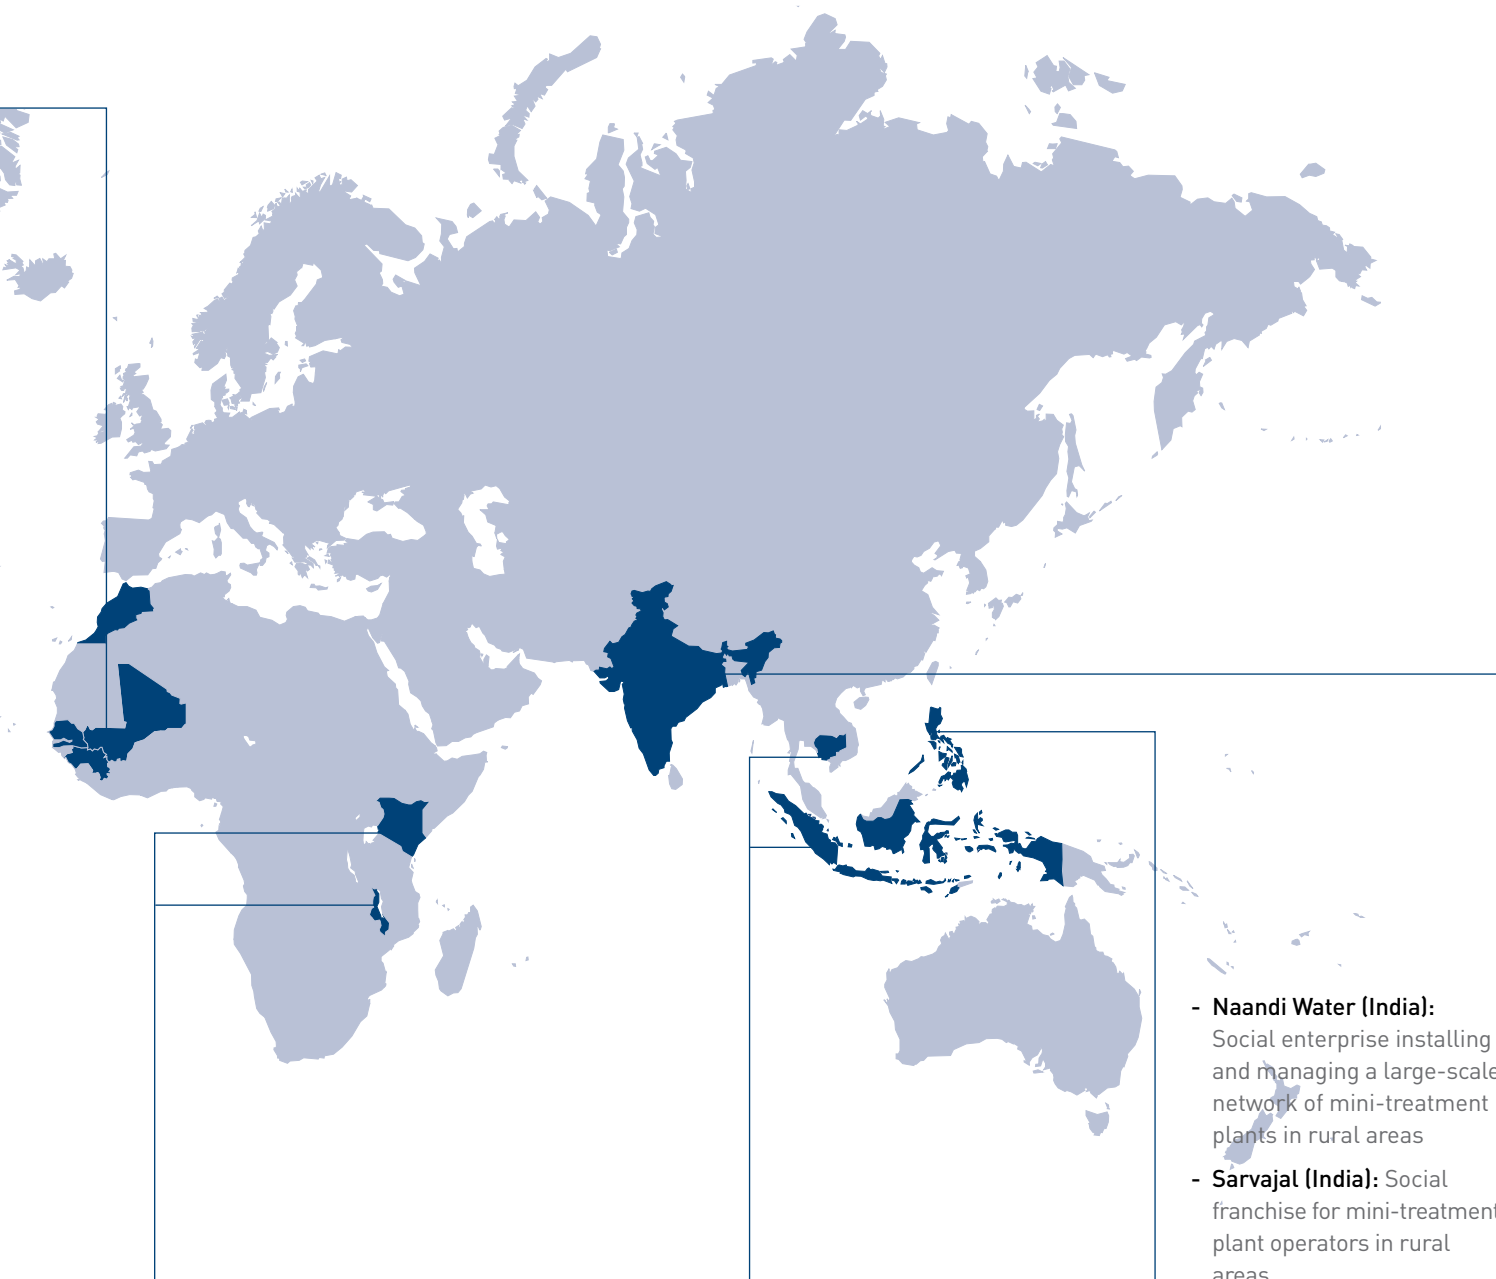 - Naandi Water (India):
Social enterprise installing
and managing a large-scale
network of mini-treatment
plants in rural areas
- Sarvajal (India): Social
franchise for mini-treatment
plant operators in rural
areas